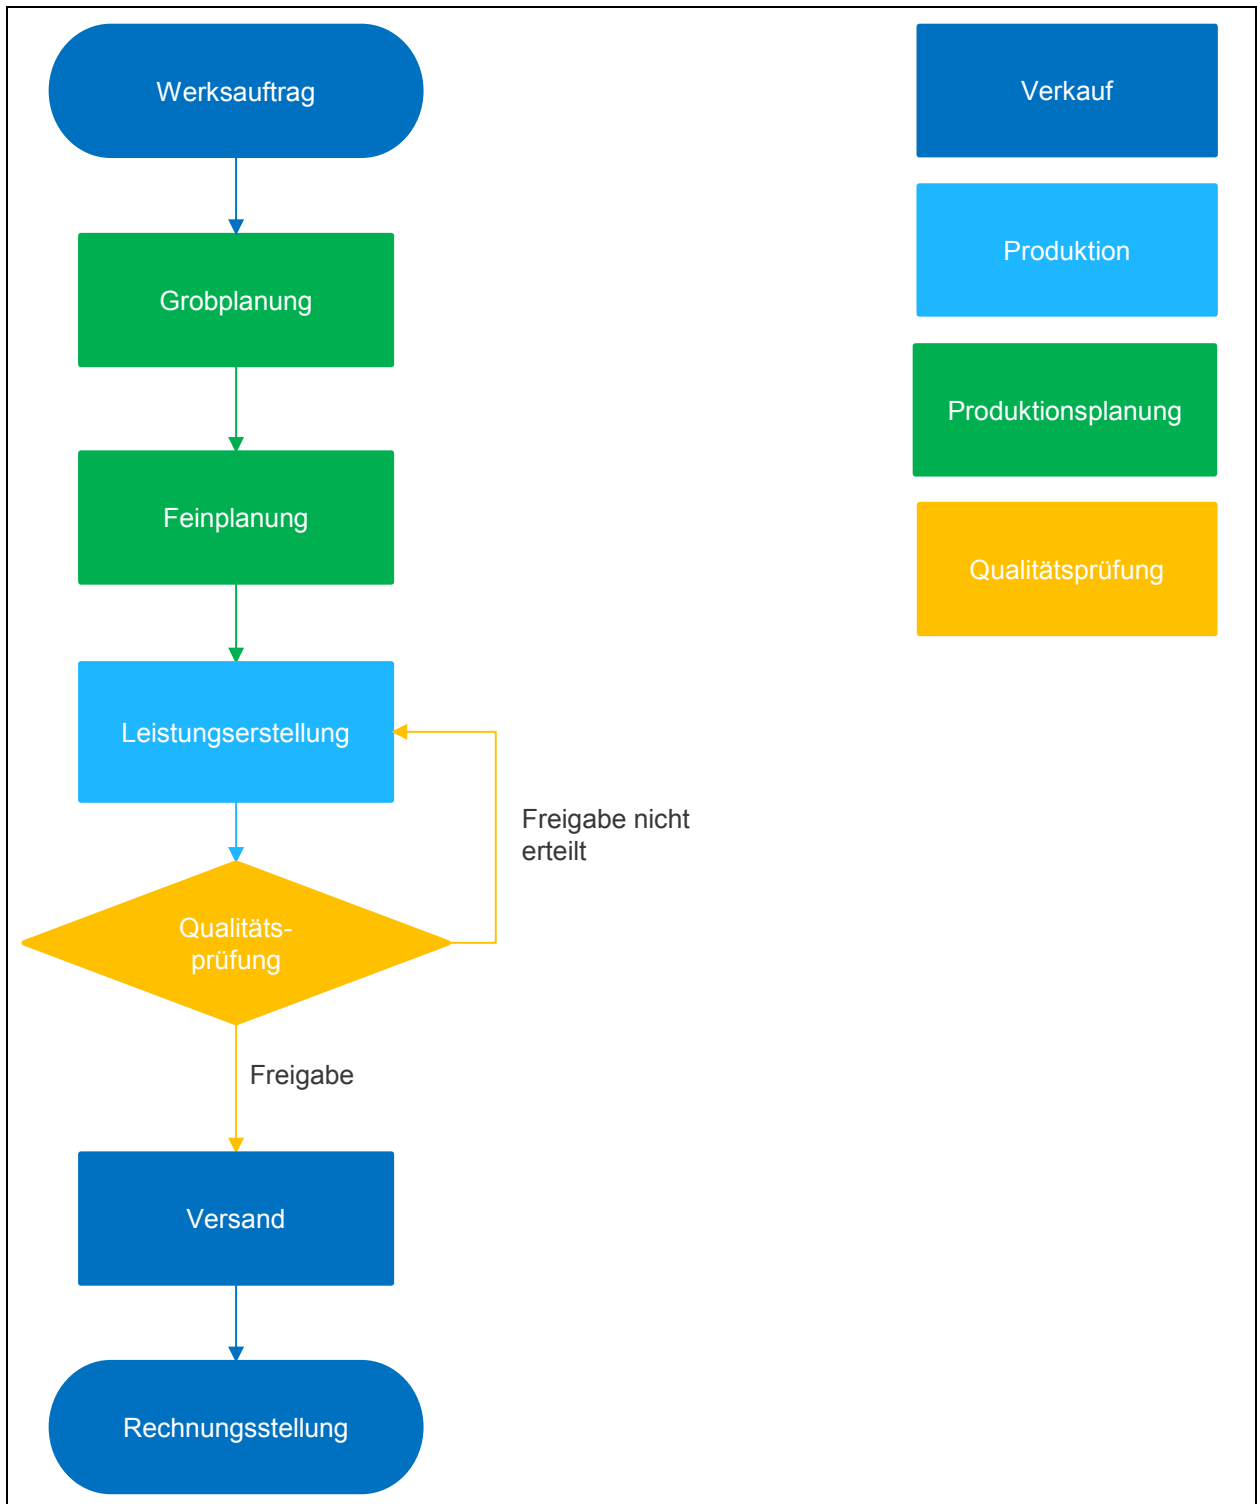 Werksauftrag
Grobplanung
Feinplanung
Leistungserstellung
Freigabe nicht
erteilt
Qualitäts-
prüfung
Freigabe
Versand
Rechnungsstellung
Verkauf
Produktion
Produktionsplanung
Qualitätsprüfung